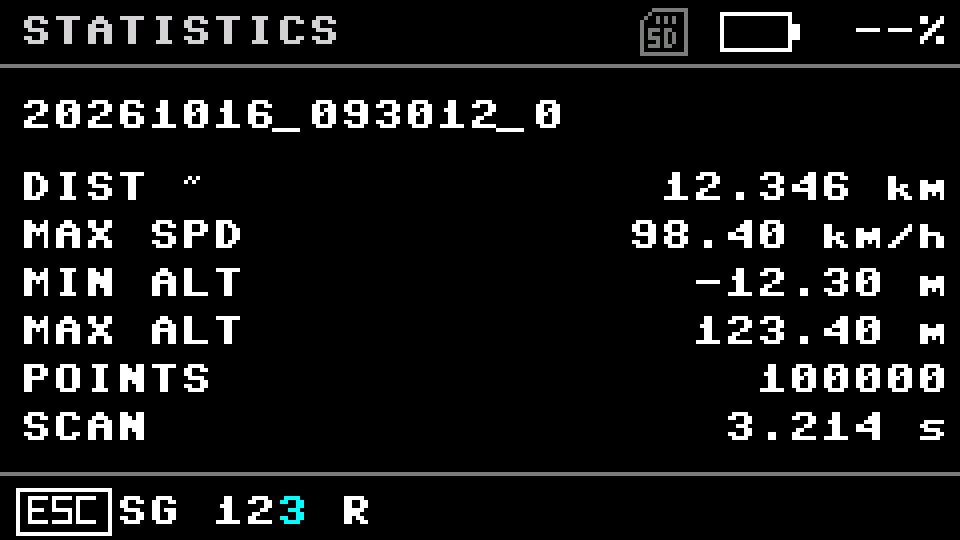 STATISTICS SD --%
20261016_093012_0
DIST ~ 12.346 km
MAX SPD 98.40 km/h
MIN ALT -12.30 m
MAX ALT 123.40 m
POINTS 100000
SCAN 3.214 s
ESC SG 123 R